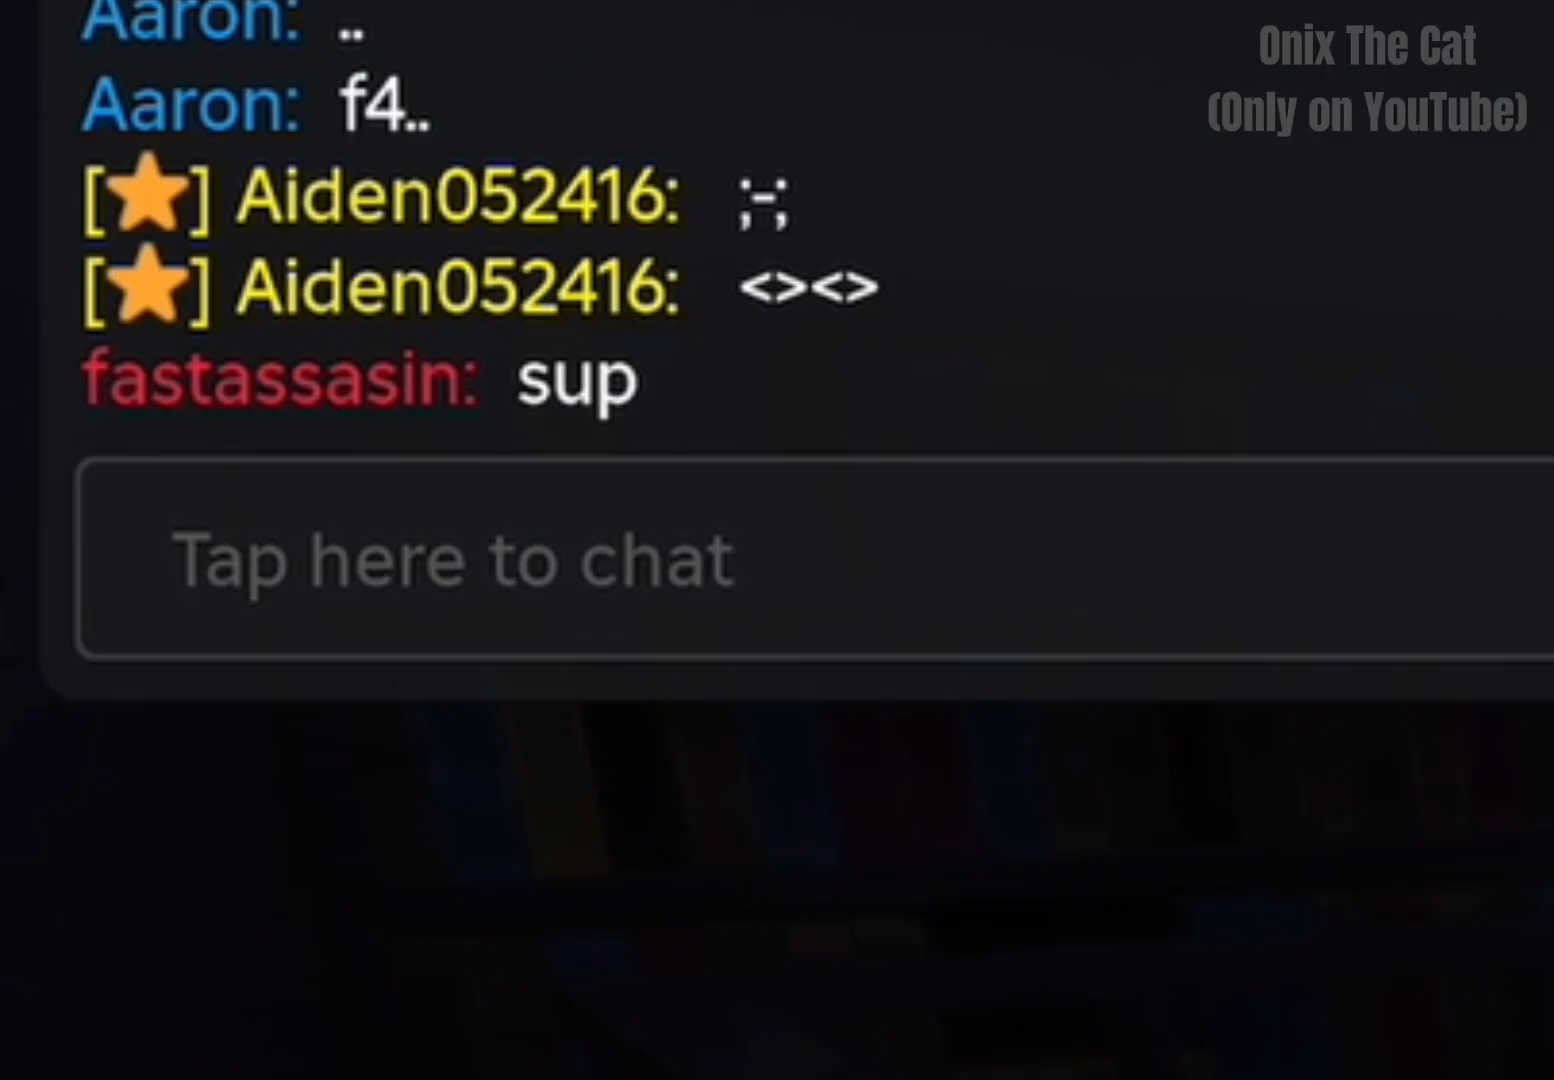 Aaron: ..
Aaron: f4..
[⭐] Aiden052416: ;-;
[⭐] Aiden052416: <><>
fastassasin: sup
Tap here to chat
Onix The Cat
(Only on YouTube)